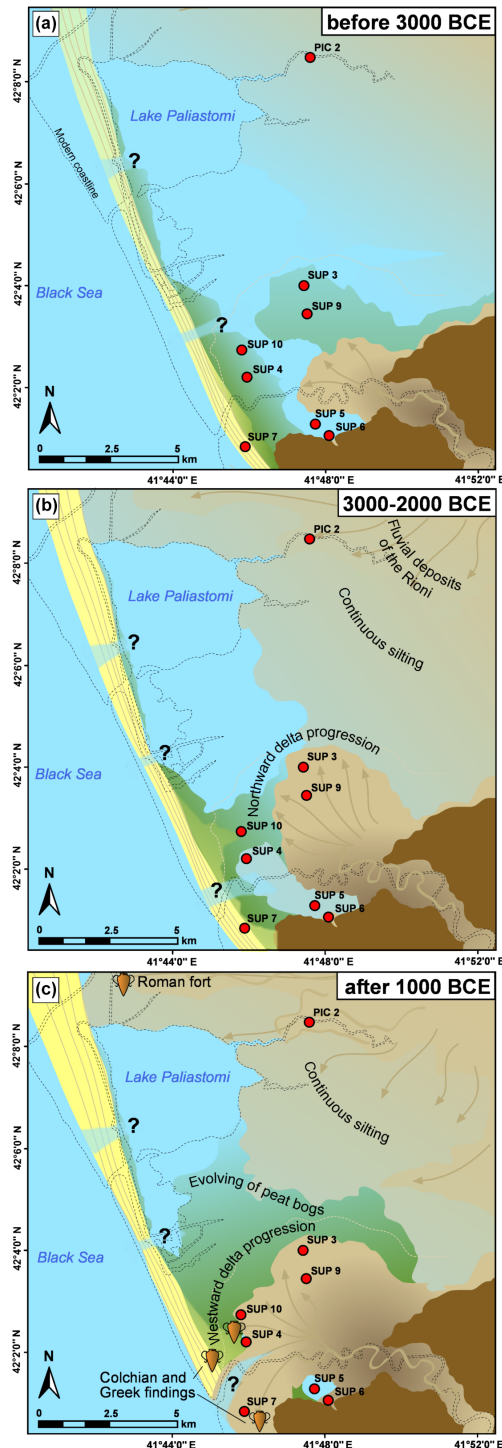 (a)
before 3000 BCE
PIC 2
42°8'0" N
Lake Paliastomi
?
Modern coastline
42°6'0" N
42°4'0" N
SUP 3
Black Sea
SUP 9
?
SUP 10
SUP 4
42°2'0" N
N
SUP 5
SUP 6
SUP 7
0 2.5 5
km
41°44'0" E
41°48'0" E
41°52'0" E
(b)
3000-2000 BCE
PIC 2
Fluvial deposits
of the Rioni
42°8'0" N
Continuous silting
Lake Paliastomi
?
42°6'0" N
Northward delta progression
?
42°4'0" N
SUP 3
Black Sea
SUP 9
SUP 10
SUP 4
42°2'0" N
N
?
SUP 5
SUP 6
SUP 7
0 2.5 5
km
41°44'0" E
41°48'0" E
41°52'0" E
(c)
Roman fort
after 1000 BCE
PIC 2
42°8'0" N
Continuous silting
Lake Paliastomi
?
42°6'0" N
Evolving of peat bogs
Westward delta progression
?
42°4'0" N
SUP 3
Black Sea
SUP 9
SUP 10
SUP 4
42°2'0" N
Colchian and
Greek findings
?
N
SUP 5
SUP 6
SUP 7
0 2.5 5
km
41°44'0" E
41°48'0" E
41°52'0" E